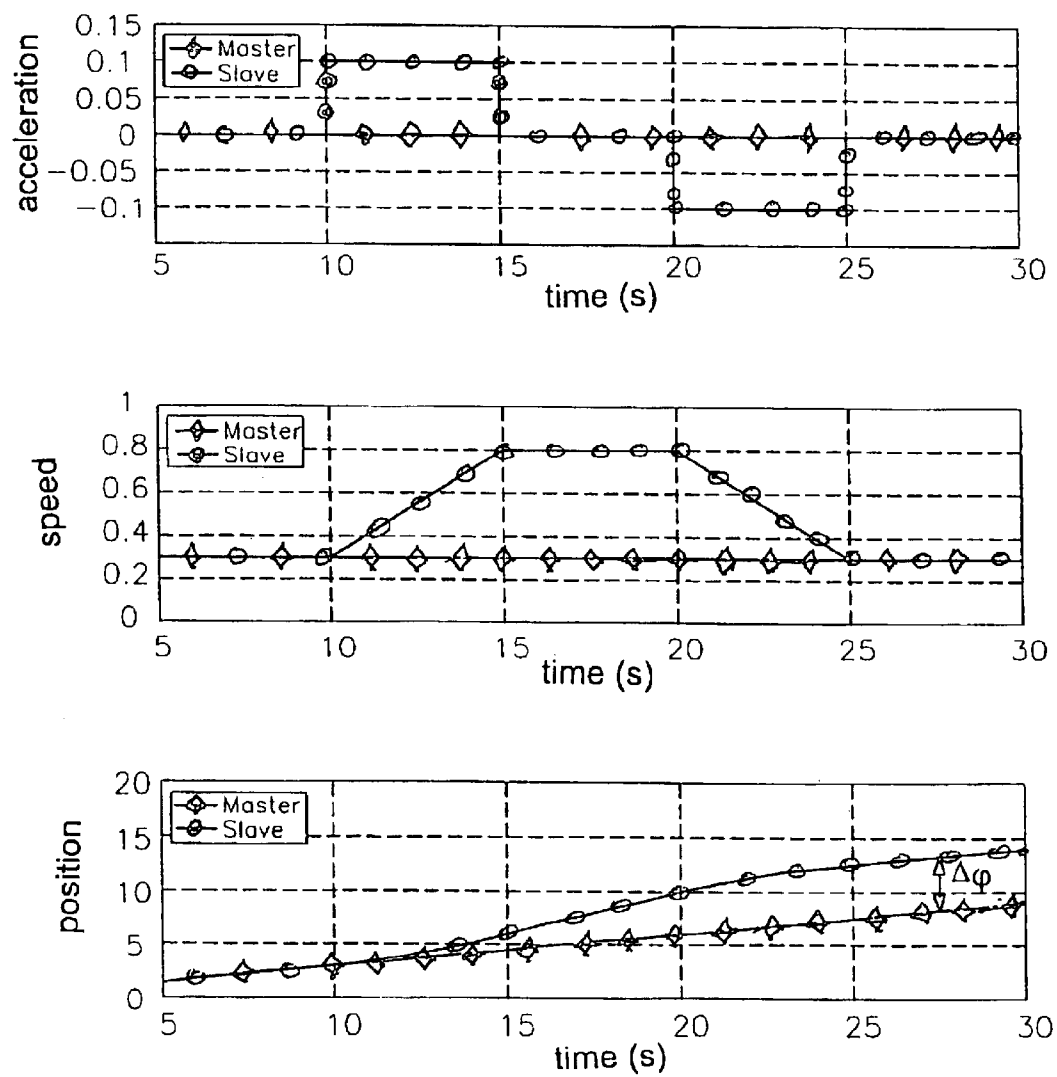 acceleration
0.15
0.1
0.05
0
−0.05
−0.1
Master
Slave
5 10 15 20 25 30
time (s)
speed
1
0.8
0.6
0.4
0.2
0
Master
Slave
5 10 15 20 25 30
time (s)
position
20
15
10
5
0
Master
Slave
Δφ
5 10 15 20 25 30
time (s)